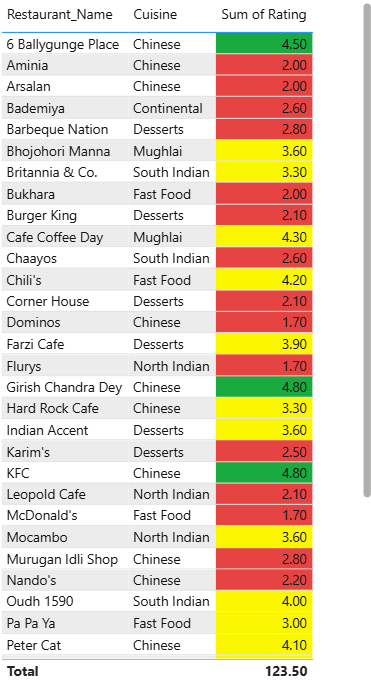 Restaurant_Name Cuisine Sum of Rating
6 Ballygunge Place Chinese 4.50
Aminia Chinese 2.00
Arsalan Chinese 2.00
Bademiya Continental 2.60
Barbeque Nation Desserts 2.80
Bhojohori Manna Mughlai 3.60
Britannia & Co. South Indian 3.30
Bukhara Fast Food 2.00
Burger King Desserts 2.10
Cafe Coffee Day Mughlai 4.30
Chaayos South Indian 2.60
Chili's Fast Food 4.20
Corner House Desserts 2.10
Dominos Chinese 1.70
Farzi Cafe Desserts 3.90
Flurys North Indian 1.70
Girish Chandra Dey Chinese 4.80
Hard Rock Cafe Chinese 3.30
Indian Accent Desserts 3.60
Karim's Desserts 2.50
KFC Chinese 4.80
Leopold Cafe North Indian 2.10
McDonald's Fast Food 1.70
Mocambo North Indian 3.60
Murugan Idli Shop Chinese 2.80
Nando's Chinese 2.20
Oudh 1590 South Indian 4.00
Pa Pa Ya Fast Food 3.00
Peter Cat Chinese 4.10
Total 123.50